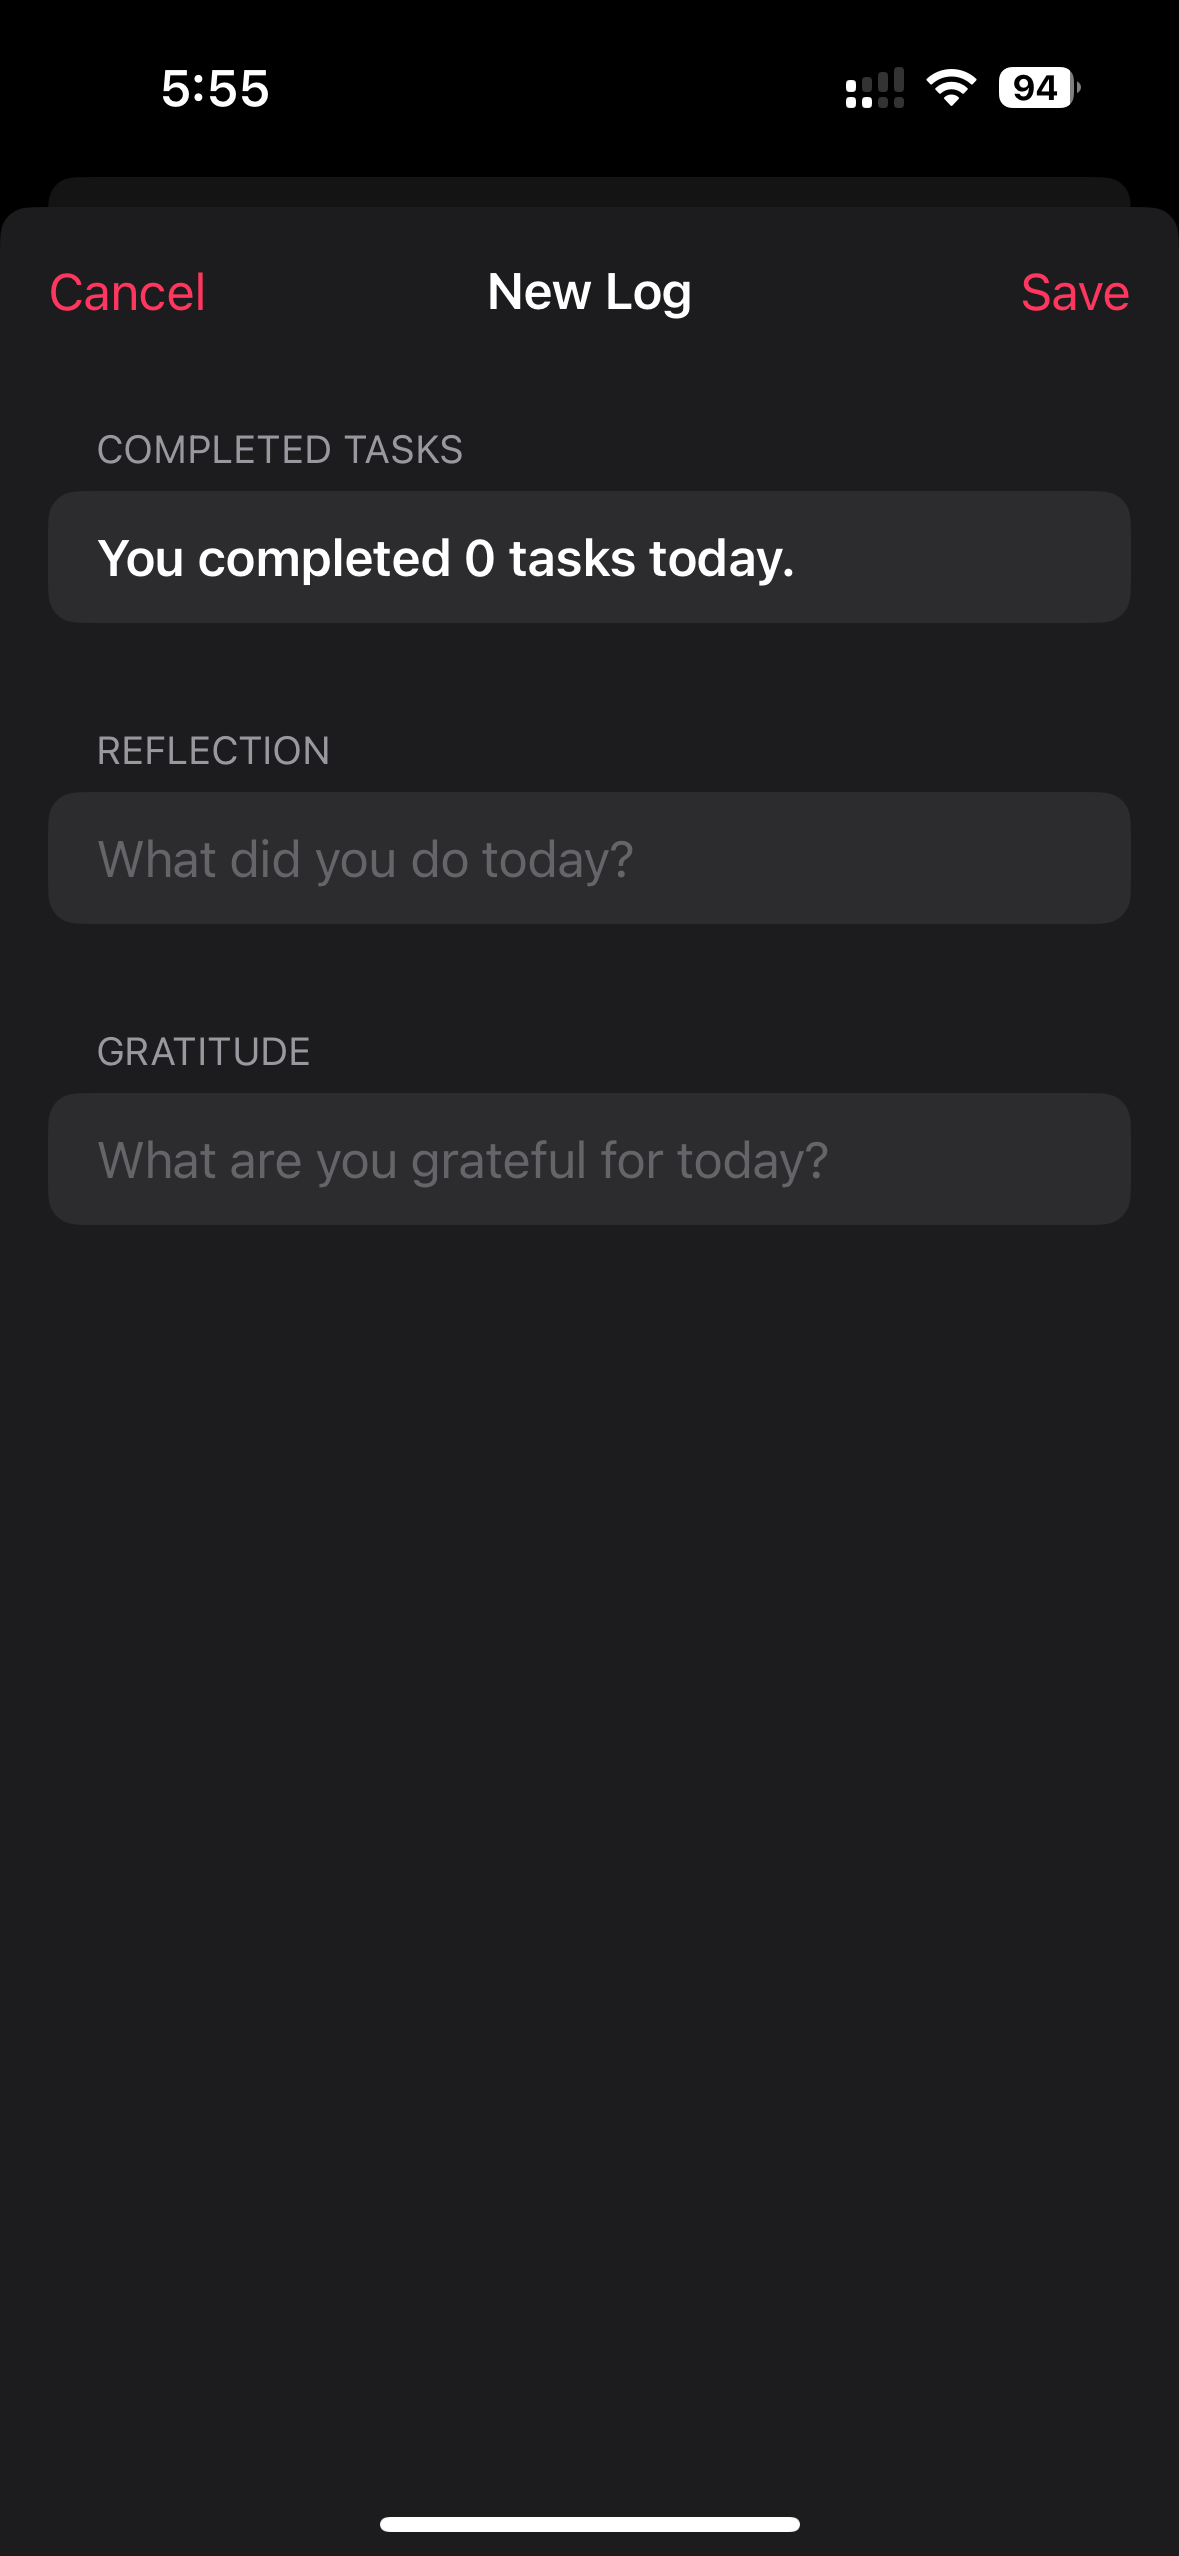 5:55
94
Cancel
New Log
Save
COMPLETED TASKS
You completed 0 tasks today.
REFLECTION
What did you do today?
GRATITUDE
What are you grateful for today?